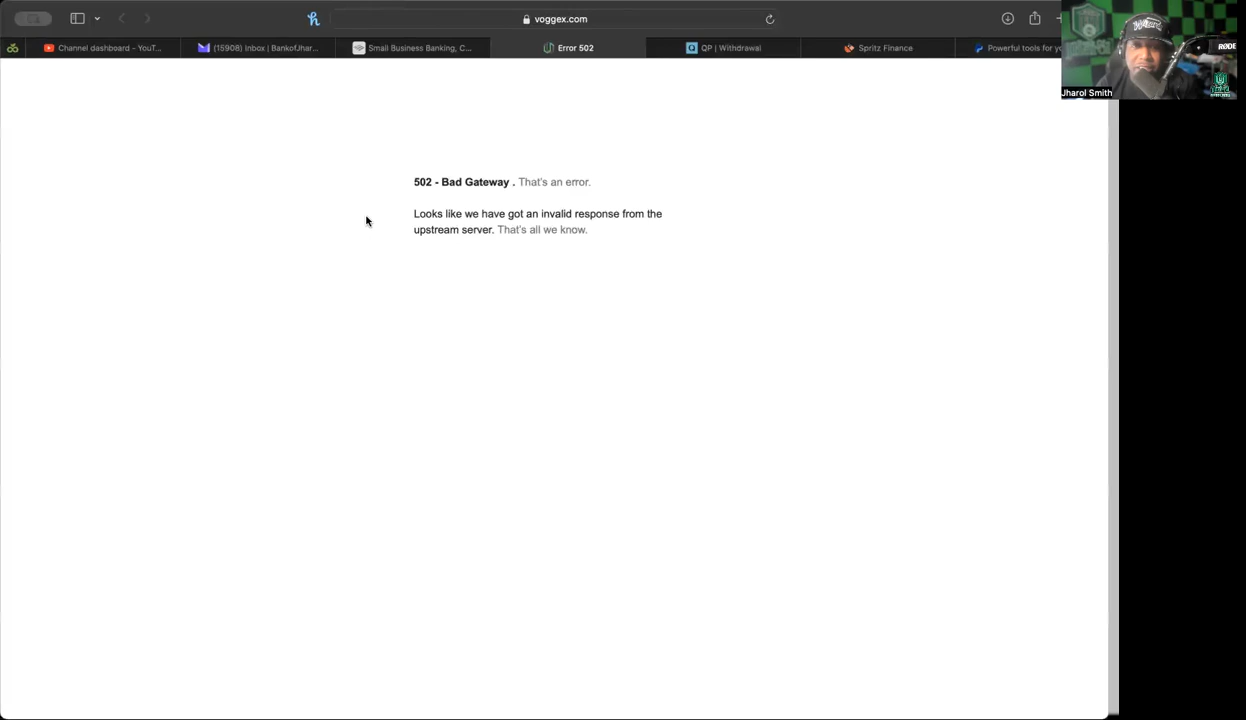 voggex.com
Channel dashboard - YouT...
(15908) Inbox | BankofJhar...
Small Business Banking, C...
Error 502
QP | Withdrawal
Spritz Finance
Powerful tools for yo
RØDE
Jharol Smith
502 - Bad Gateway . That's an error.
Looks like we have got an invalid response from the
upstream server. That's all we know.